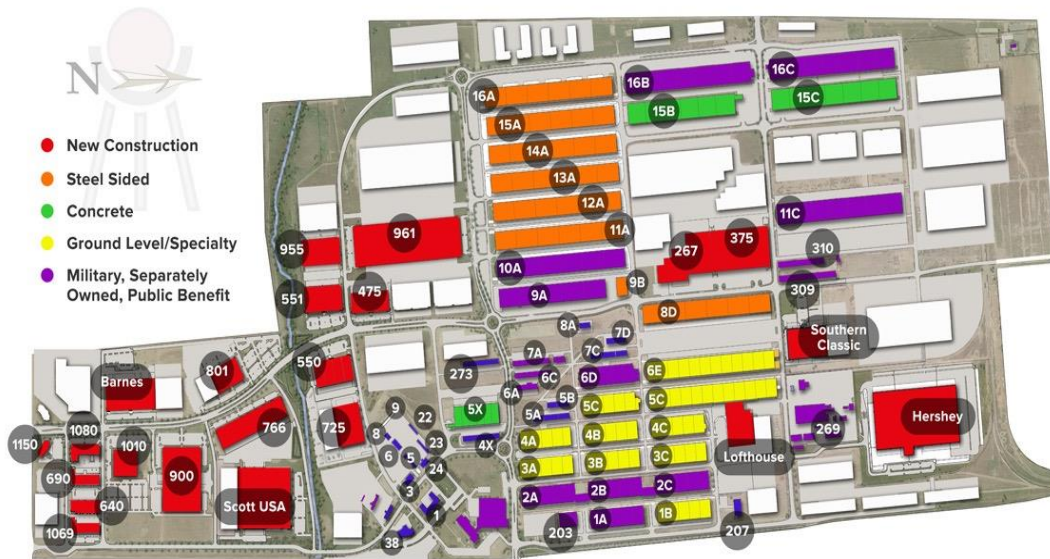 N
New Construction
Steel Sided
Concrete
Ground Level/Specialty
Military, Separately
Owned, Public Benefit
16A
16B
16C
15A
15B
15C
14A
13A
12A
11A
11C
10A
9A
9B
955
961
267
375
310
309
551
475
8D
8A
7D
Southern
Classic
Barnes
801
550
273
7A
7C
6C
6D
6E
6A
5B
5C
5C
5X
5A
Hershey
766
725
9
22
8
23
6
5
24
4X
4A
4B
4C
269
1150
1080
1010
690
900
640
1069
Scott USA
3
1
38
3A
3B
3C
Lofthouse
2A
2B
2C
203
1A
1B
207